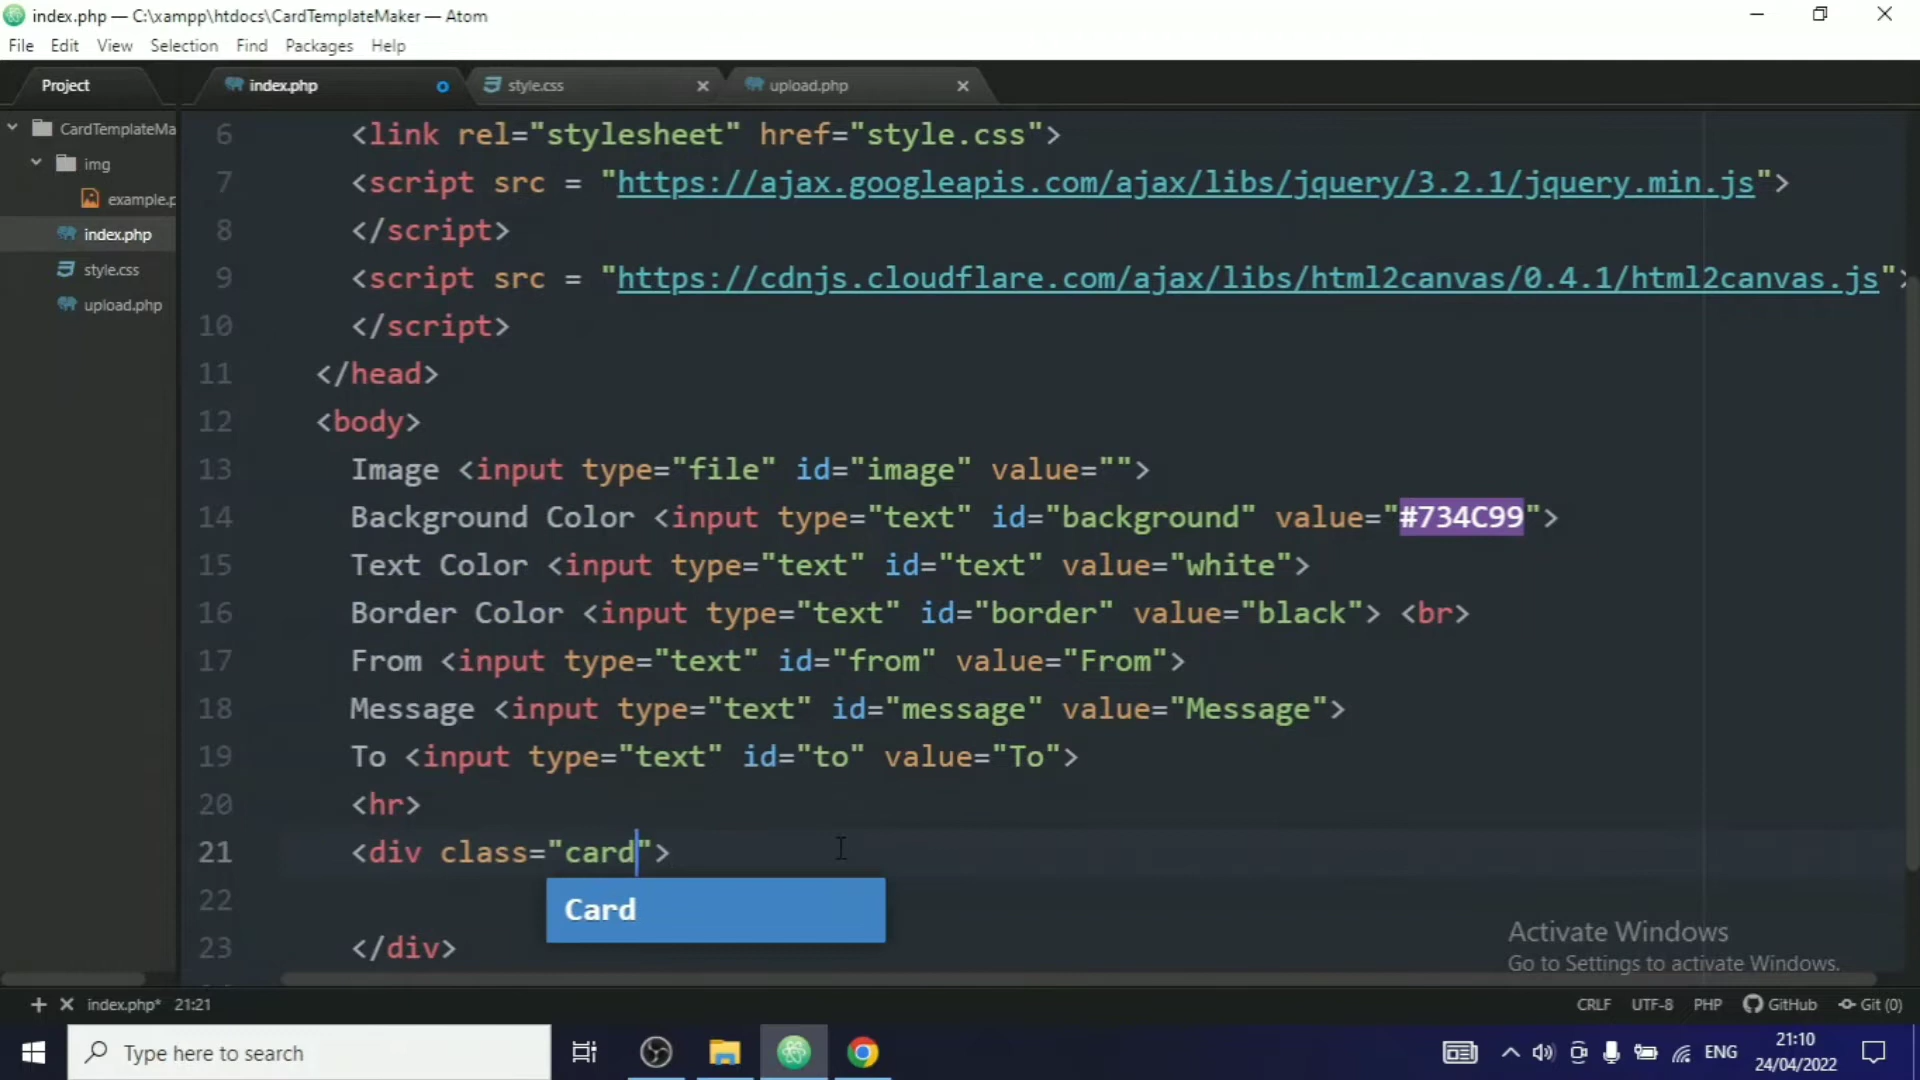 index.php — C:\xampp\htdocs\CardTemplateMaker — Atom
File Edit View Selection Find Packages Help
Project index.php style.css upload.php
CardTemplateMa
img
example.p
index.php
style.css
upload.php
6 <link rel="stylesheet" href="style.css">
7 <script src = "https://ajax.googleapis.com/ajax/libs/jquery/3.2.1/jquery.min.js">
8 </script>
9 <script src = "https://cdnjs.cloudflare.com/ajax/libs/html2canvas/0.4.1/html2canvas.js">
10 </script>
11 </head>
12 <body>
13 Image <input type="file" id="image" value="">
14 Background Color <input type="text" id="background" value="#734C99">
15 Text Color <input type="text" id="text" value="white">
16 Border Color <input type="text" id="border" value="black"> <br>
17 From <input type="text" id="from" value="From">
18 Message <input type="text" id="message" value="Message">
19 To <input type="text" id="to" value="To">
20 <hr>
21 <div class="card">
22
Card
23 </div>
Activate Windows
Go to Settings to activate Windows.
index.php* 21:21 CRLF UTF-8 PHP GitHub Git (0)
Type here to search
ENG
21:10
24/04/2022